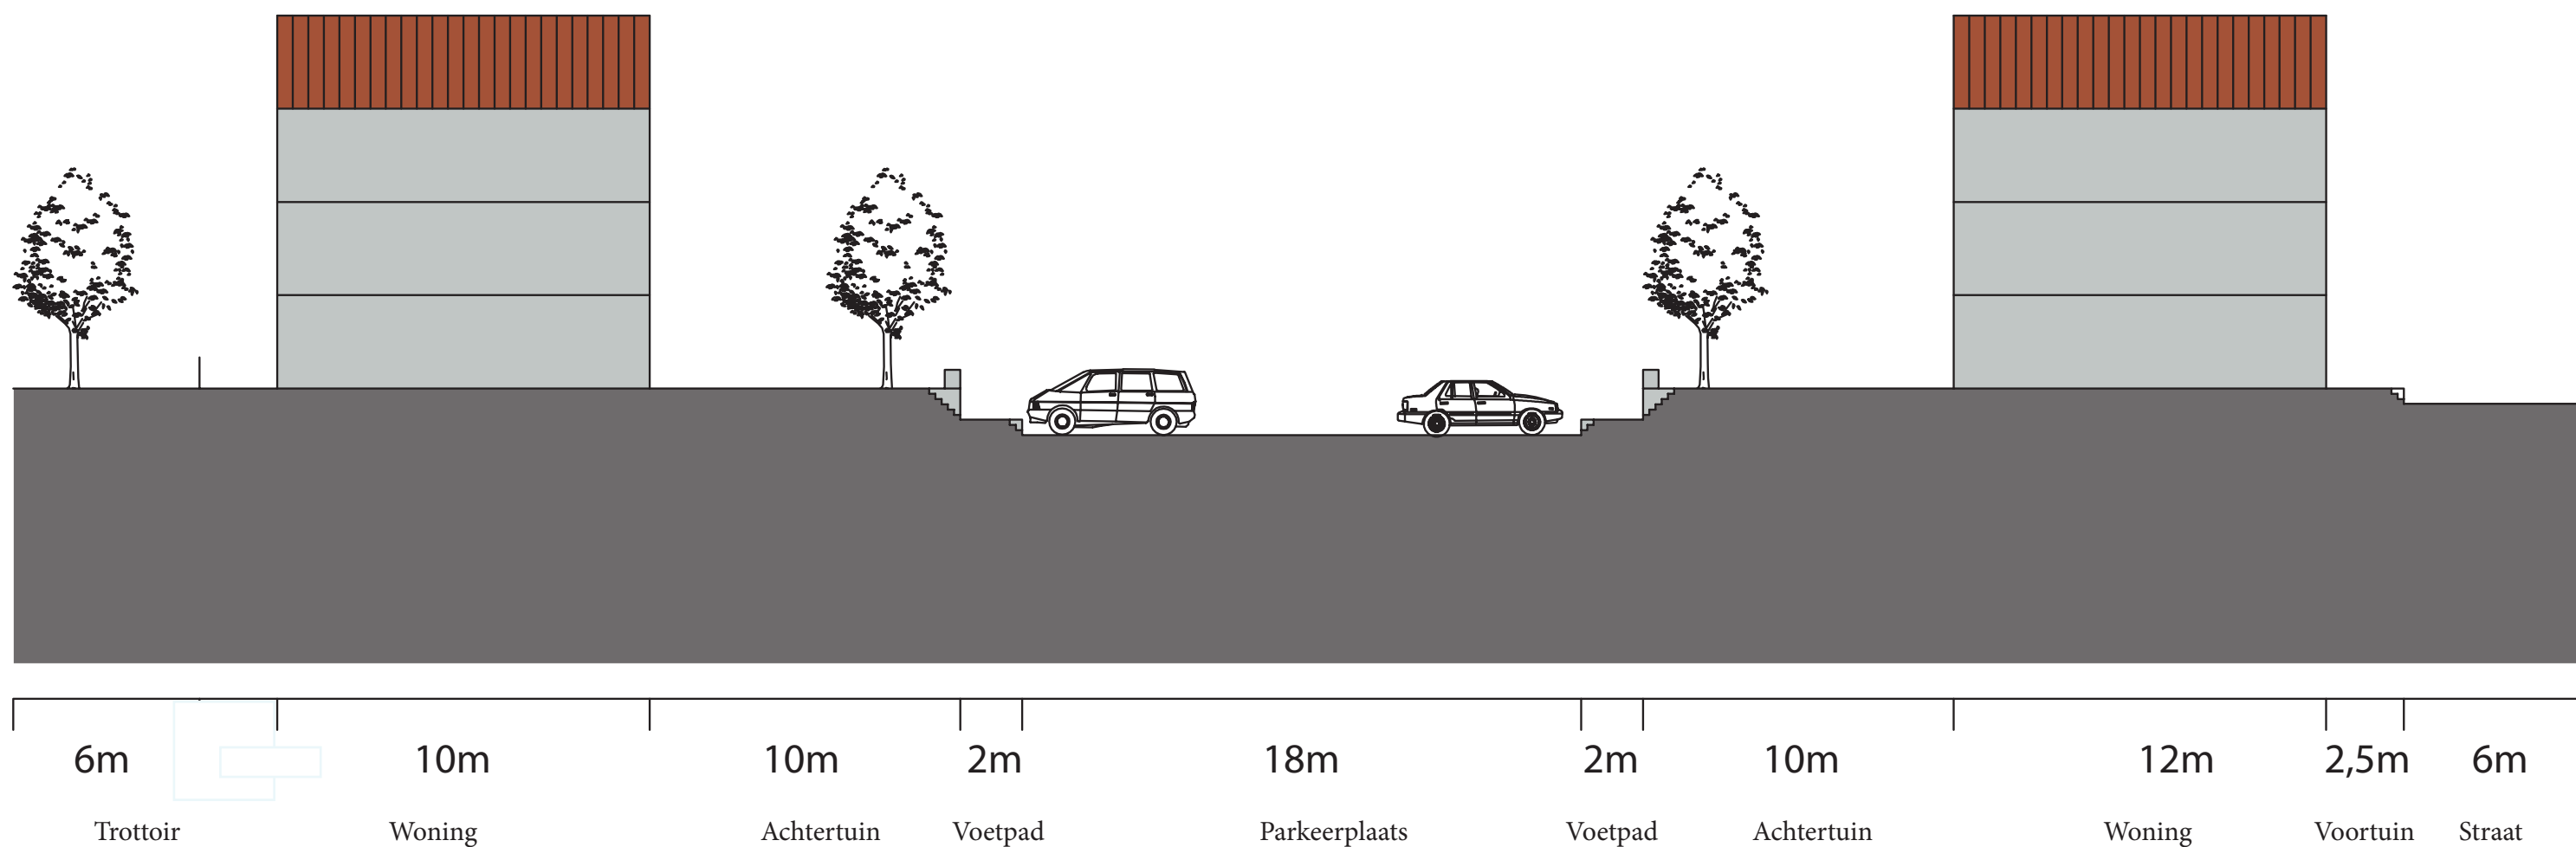 6m 10m 10m 2m 18m 2m 10m 12m 2,5m 6m
Trottoir Woning Achtertuin Voetpad Parkeerplaats Voetpad Achtertuin Woning Voortuin Straat